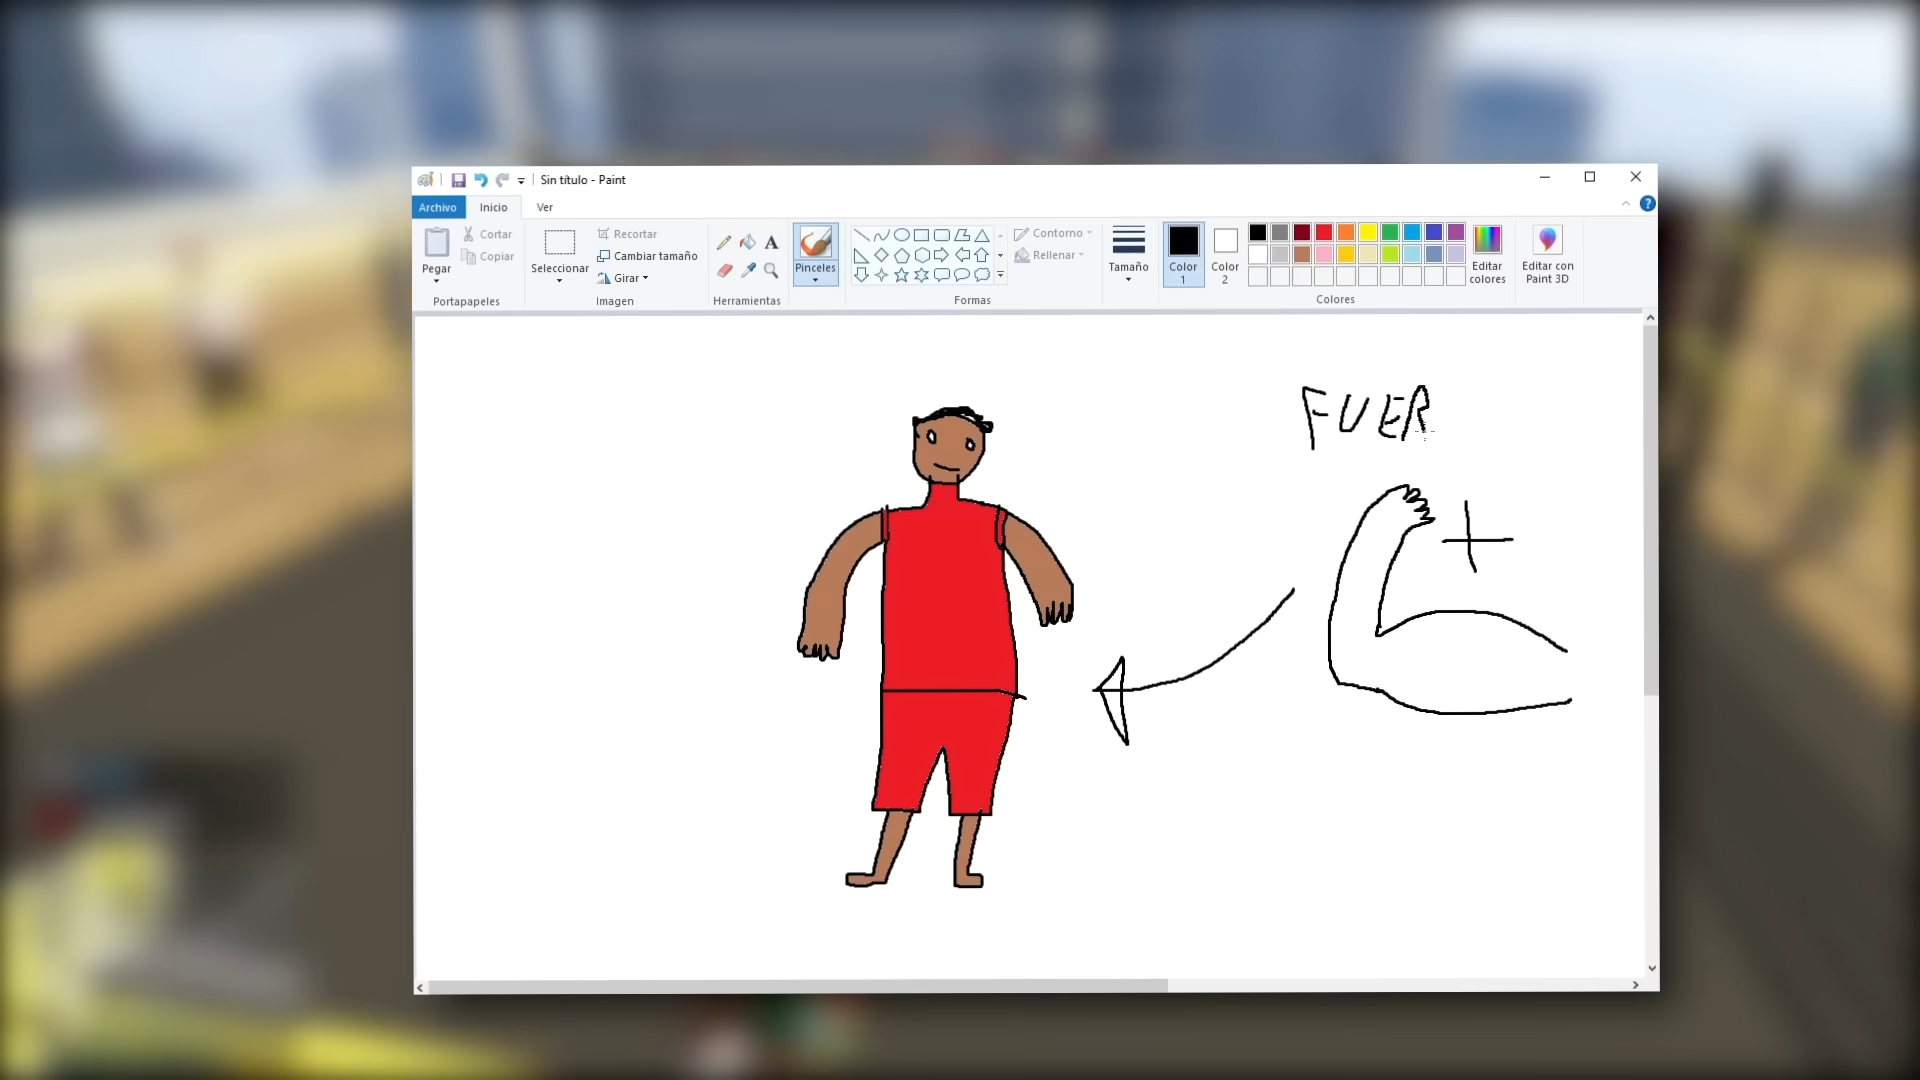 Sin título - Paint
Archivo Inicio Ver
Pegar
Cortar
Copiar
Portapapeles
Seleccionar
Recortar
Cambiar tamaño
Girar
Imagen
A
Herramientas
Pinceles
Contorno
Rellenar
Formas
Tamaño
Color 1
Color 2
Editar colores
Colores
Editar con Paint 3D
FUER